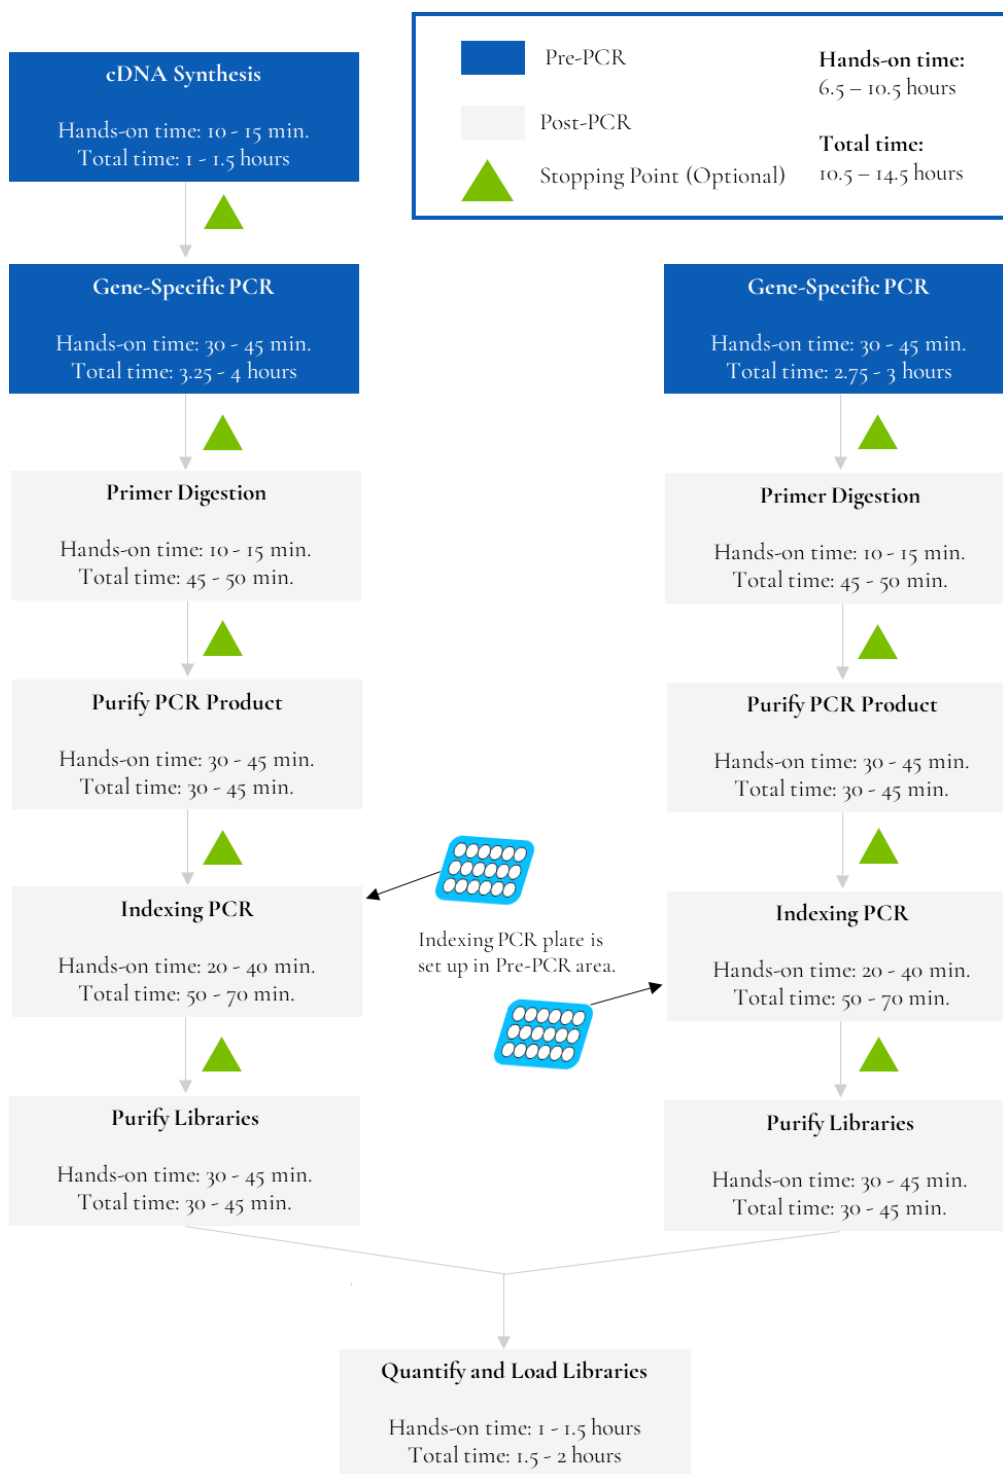 Pre-PCR
Post-PCR
Stopping Point (Optional)
Hands-on time:
6.5 – 10.5 hours
Total time:
10.5 – 14.5 hours
cDNA Synthesis
Hands-on time: 10 - 15 min.
Total time: 1 - 1.5 hours
Gene-Specific PCR
Hands-on time: 30 - 45 min.
Total time: 3.25 - 4 hours
Primer Digestion
Hands-on time: 10 - 15 min.
Total time: 45 - 50 min.
Purify PCR Product
Hands-on time: 30 - 45 min.
Total time: 30 - 45 min.
Indexing PCR
Hands-on time: 20 - 40 min.
Total time: 50 - 70 min.
Purify Libraries
Hands-on time: 30 - 45 min.
Total time: 30 - 45 min.
Indexing PCR plate is
set up in Pre-PCR area.
Gene-Specific PCR
Hands-on time: 30 - 45 min.
Total time: 2.75 - 3 hours
Primer Digestion
Hands-on time: 10 - 15 min.
Total time: 45 - 50 min.
Purify PCR Product
Hands-on time: 30 - 45 min.
Total time: 30 - 45 min.
Indexing PCR
Hands-on time: 20 - 40 min.
Total time: 50 - 70 min.
Purify Libraries
Hands-on time: 30 - 45 min.
Total time: 30 - 45 min.
Quantify and Load Libraries
Hands-on time: 1 - 1.5 hours
Total time: 1.5 - 2 hours